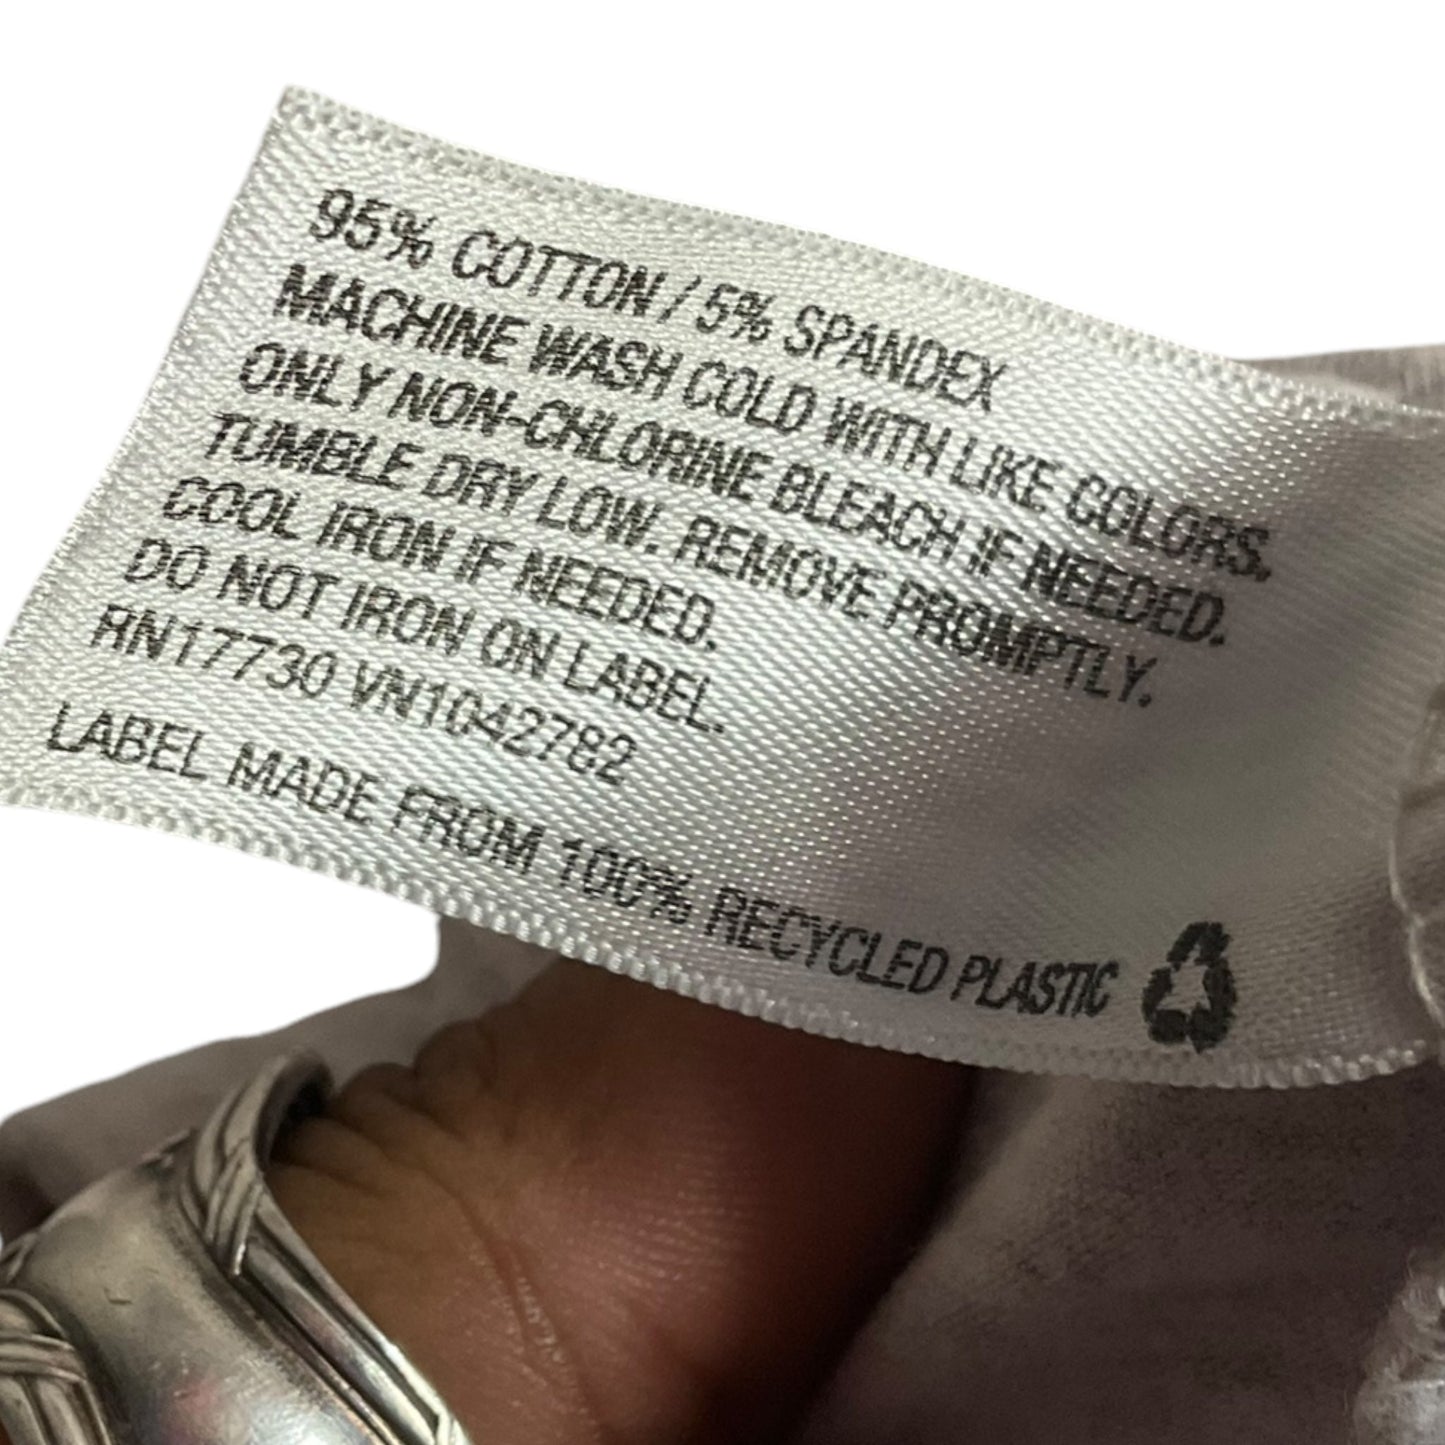 95% COTTON / 5% SPANDEX
MACHINE WASH COLD WITH LIKE COLORS.
ONLY NON-CHLORINE BLEACH IF NEEDED.
TUMBLE DRY LOW. REMOVE PROMPTLY.
COOL IRON IF NEEDED.
DO NOT IRON ON LABEL.
RN17730 VN1042782
LABEL MADE FROM 100% RECYCLED PLASTIC